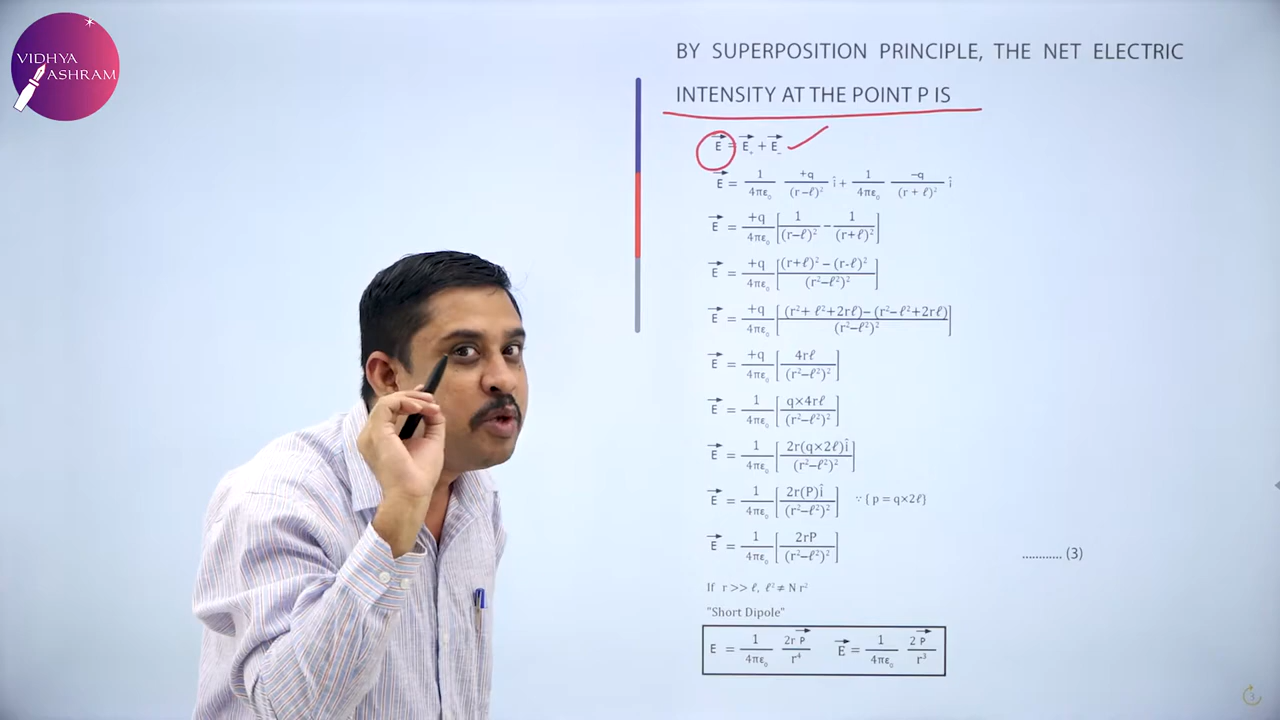 VIDHYA
ASHRAM
BY SUPERPOSITION PRINCIPLE, THE NET ELECTRIC
INTENSITY AT THE POINT P IS
E⃗ = E⃗₊ + E⃗₋
E⃗ = 1/4πε₀ +q/(r–ℓ)² î + 1/4πε₀ –q/(r + ℓ)² î
E⃗ = +q/4πε₀ [1/(r–ℓ)² – 1/(r+ℓ)²]
E⃗ = +q/4πε₀ [(r+ℓ)² – (r-ℓ)²/(r²–ℓ²)²]
E⃗ = +q/4πε₀ [(r²+ ℓ²+2rℓ)– (r²–ℓ²+2rℓ)/(r²–ℓ²)²]
E⃗ = +q/4πε₀ [4rℓ/(r²–ℓ²)²]
E⃗ = 1/4πε₀ [q×4rℓ/(r²–ℓ²)²]
E⃗ = 1/4πε₀ [2r(q×2ℓ)î/(r²–ℓ²)²]
E⃗ = 1/4πε₀ [2r(P)î/(r²–ℓ²)²] ∵ { p = q×2ℓ}
E⃗ = 1/4πε₀ [2rP/(r²–ℓ²)²] ............ (3)
If r >> ℓ, ℓ² ≠ N r²
"Short Dipole"
E = 1/4πε₀ 2r P⃗/r⁴ E⃗ = 1/4πε₀ 2 P⃗/r³